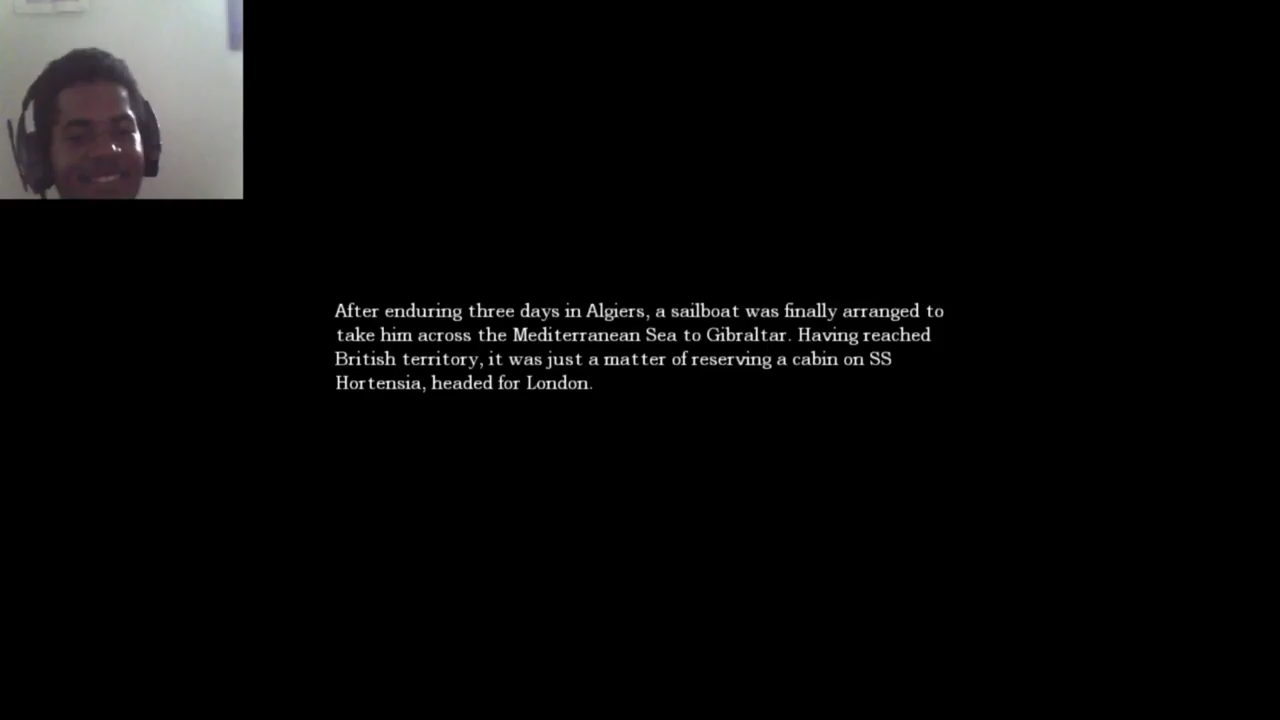 After enduring three days in Algiers, a sailboat was finally arranged to
take him across the Mediterranean Sea to Gibraltar. Having reached
British territory, it was just a matter of reserving a cabin on SS
Hortensia, headed for London.